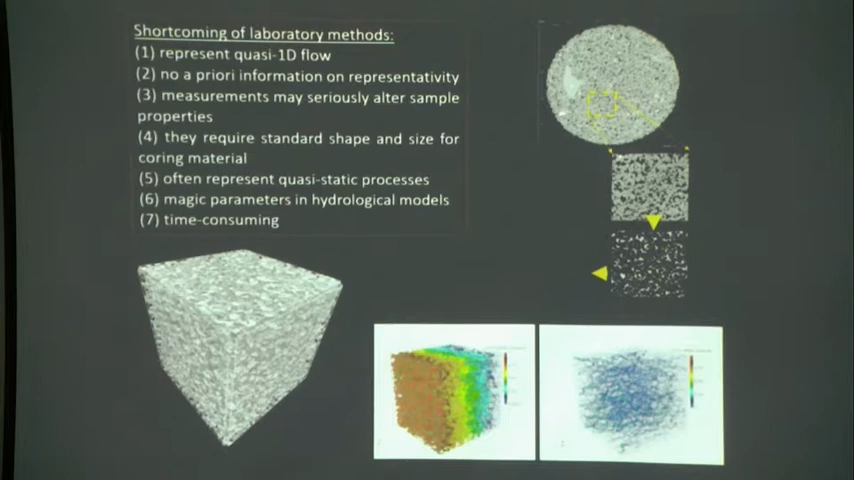 Shortcoming of laboratory methods:
(1) represent quasi-1D flow
(2) no a priori information on representativity
(3) measurements may seriously alter sample
properties
(4) they require standard shape and size for
coring material
(5) often represent quasi-static processes
(6) magic parameters in hydrological models
(7) time-consuming